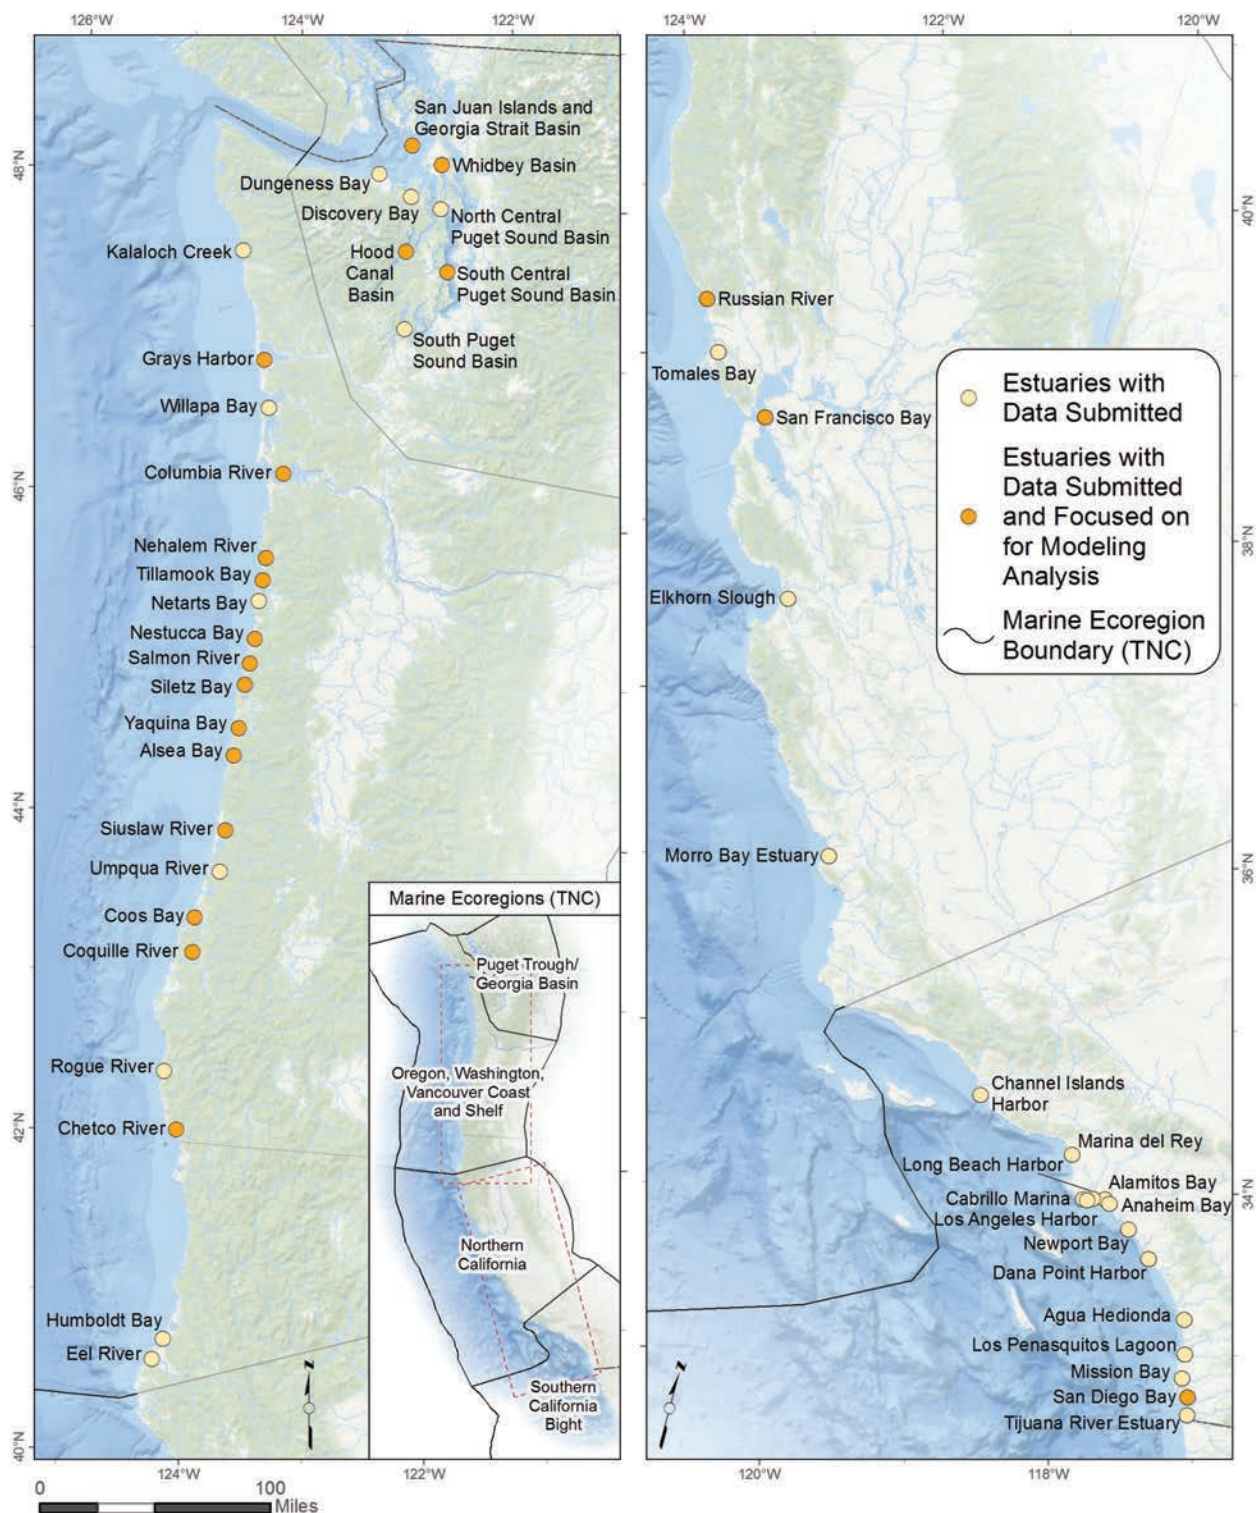 126°W
124°W
122°W
124°W
122°W
120°W
48°N
46°N
44°N
42°N
40°N
San Juan Islands and
Georgia Strait Basin
Whidbey Basin
Dungeness Bay
Discovery Bay
North Central
Puget Sound Basin
Kalaloch Creek
Hood
Canal
Basin
South Central
Puget Sound Basin
South Puget
Sound Basin
Grays Harbor
Willapa Bay
Columbia River
Nehalem River
Tillamook Bay
Netarts Bay
Nestucca Bay
Salmon River
Siletz Bay
Yaquina Bay
Alsea Bay
Siuslaw River
Umpqua River
Coos Bay
Coquille River
Rogue River
Chetco River
Humboldt Bay
Eel River
N
Marine Ecoregions (TNC)
Puget Trough/
Georgia Basin
Oregon, Washington,
Vancouver Coast
and Shelf
Northern
California
Southern
California
Bight
124°W
122°W
0
100
Miles
Russian River
Tomales Bay
San Francisco Bay
Elkhorn Slough
Morro Bay Estuary
Channel Islands
Harbor
Marina del Rey
Long Beach Harbor
Alamitos Bay
Cabrillo Marina
Anaheim Bay
Los Angeles Harbor
Newport Bay
Dana Point Harbor
Agua Hedionda
Los Penasquitos Lagoon
Mission Bay
San Diego Bay
Tijuana River Estuary
N
Estuaries with
Data Submitted
Estuaries with
Data Submitted
and Focused on
for Modeling
Analysis
Marine Ecoregion
Boundary (TNC)
40°N
38°N
36°N
34°N
120°W
118°W